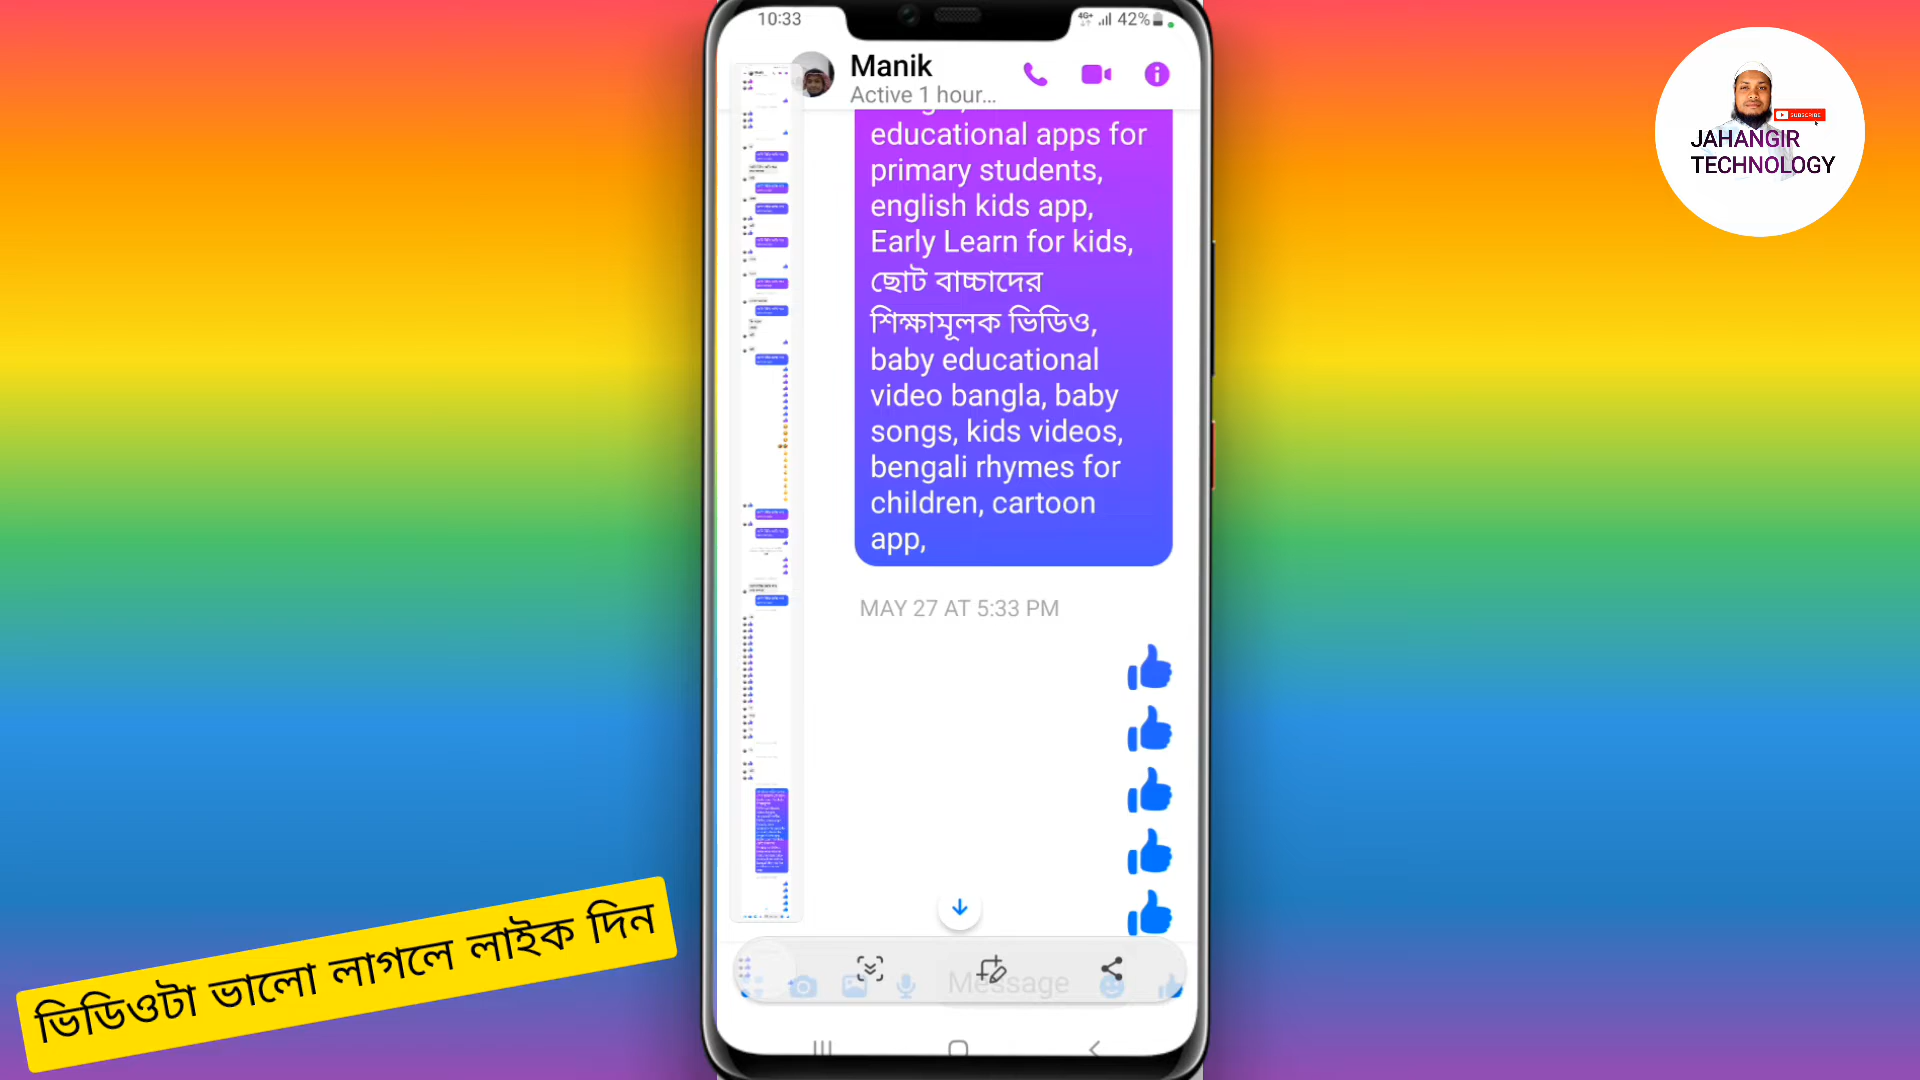 10:33
4G+
42%
Manik
Active 1 hour...
educational apps for
primary students,
english kids app,
Early Learn for kids,
ছোট বাচ্চাদের
শিক্ষামূলক ভিডিও,
baby educational
video bangla, baby
songs, kids videos,
bengali rhymes for
children, cartoon
app,
MAY 27 AT 5:33 PM
Message
SUBSCRIBE
JAHANGIR
TECHNOLOGY
ভিডিওটা ভালো লাগলে লাইক দিন